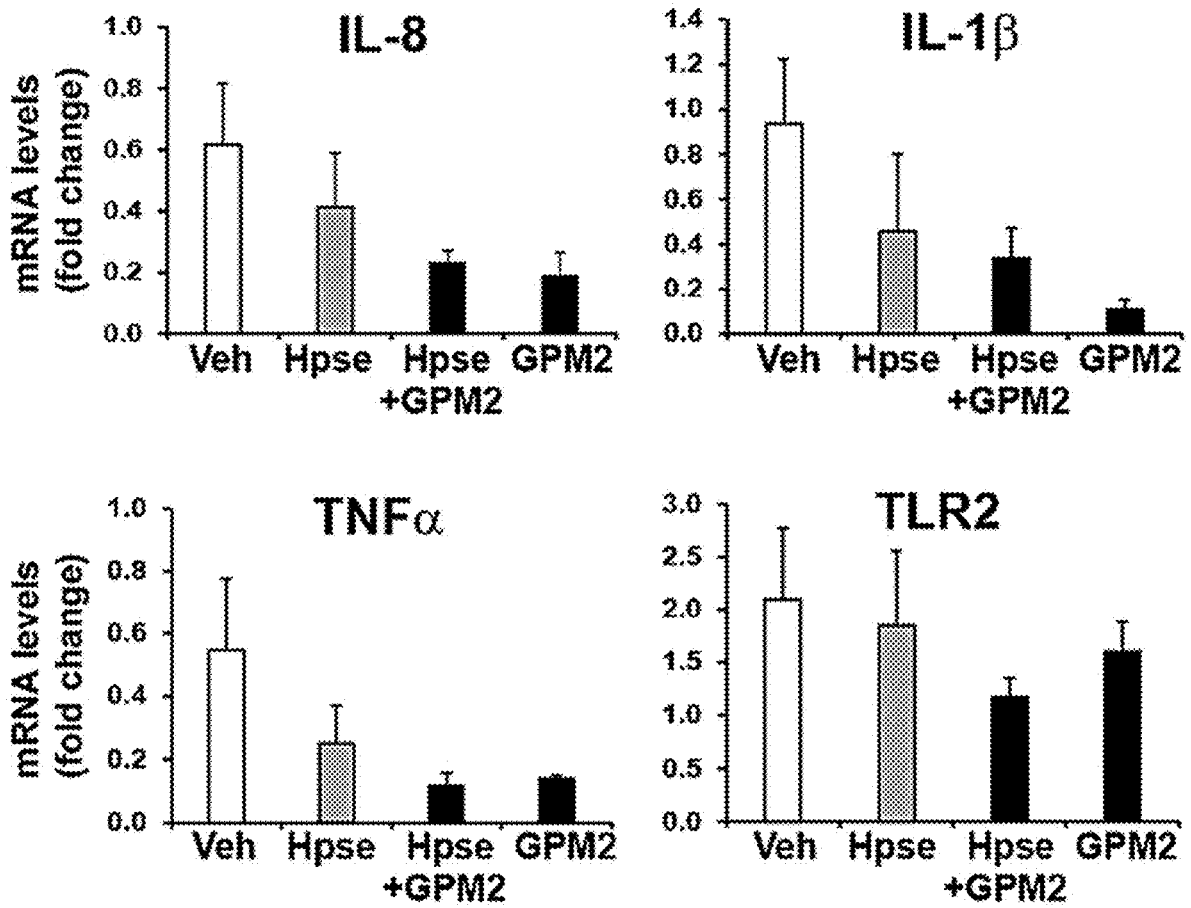 IL-8
mRNA levels
(fold change)
1.0
0.8
0.6
0.4
0.2
0.0
Veh Hpse Hpse GPM2
+GPM2
IL-1β
1.4
1.2
1.0
0.8
0.6
0.4
0.2
0.0
Veh Hpse Hpse GPM2
+GPM2
TNFα
mRNA levels
(fold change)
1.0
0.8
0.6
0.4
0.2
0.0
Veh Hpse Hpse GPM2
+GPM2
TLR2
3.0
2.5
2.0
1.5
1.0
0.5
0.0
Veh Hpse Hpse GPM2
+GPM2